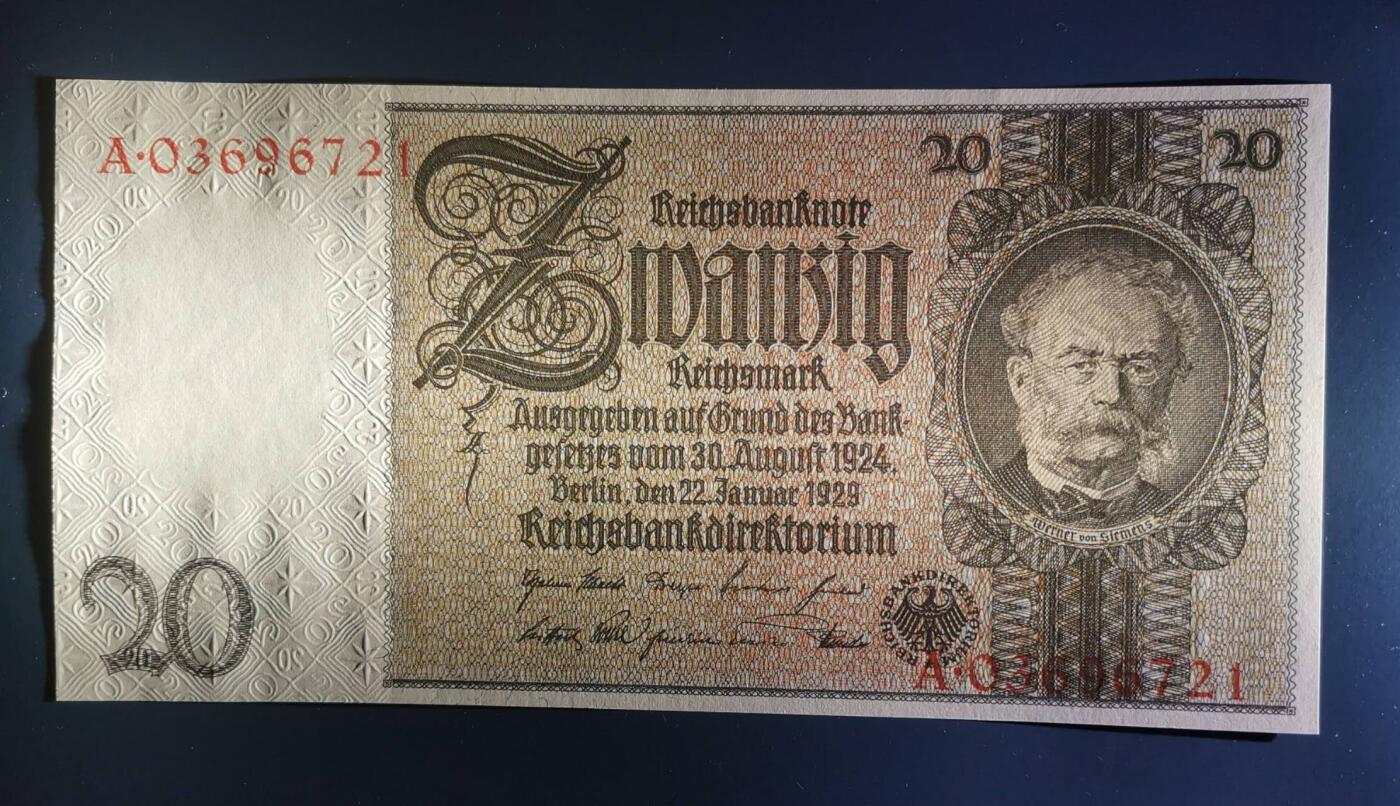 A·03696721
20
20
Reichsbanknote
Zwanzig
Reichsmark
Ausgegeben auf Grund des Bank-
gesetzes vom 30. August 1924.
Berlin, den 22. Januar 1929
Reichsbankdirektorium
Werner von Siemens
REICHSBANKDIREKTORIUM
A·03696721
20